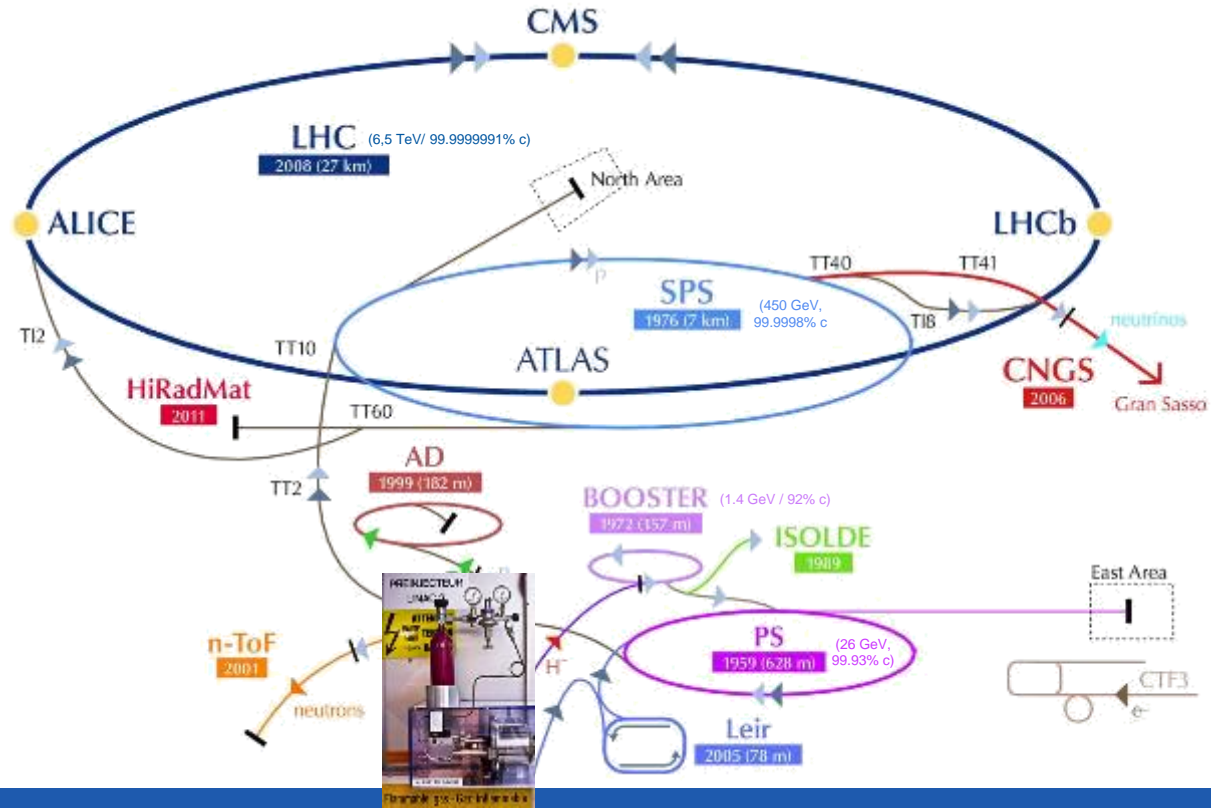 CMS
LHC (6,5 TeV/ 99.9999991% c)
2008 (27 km)
North Area
ALICE
LHCb
TT40
TT41
SPS
1976 (7 km)
(450 GeV,
99.9998% c
p
TI8
neutrinos
TI2
TT10
ATLAS
CNGS
2006
Gran Sasso
HiRadMat
2011
TT60
AD
1999 (182 m)
TT2
BOOSTER (1.4 GeV / 92% c)
1972 (157 m)
ISOLDE
1989
East Area
PREINJECTEUR
LINAC 2
n-ToF
2001
PS
1959 (628 m)
(26 GeV,
99.93% c)
H⁻
neutrons
CTF3
e-
Leir
2005 (78 m)